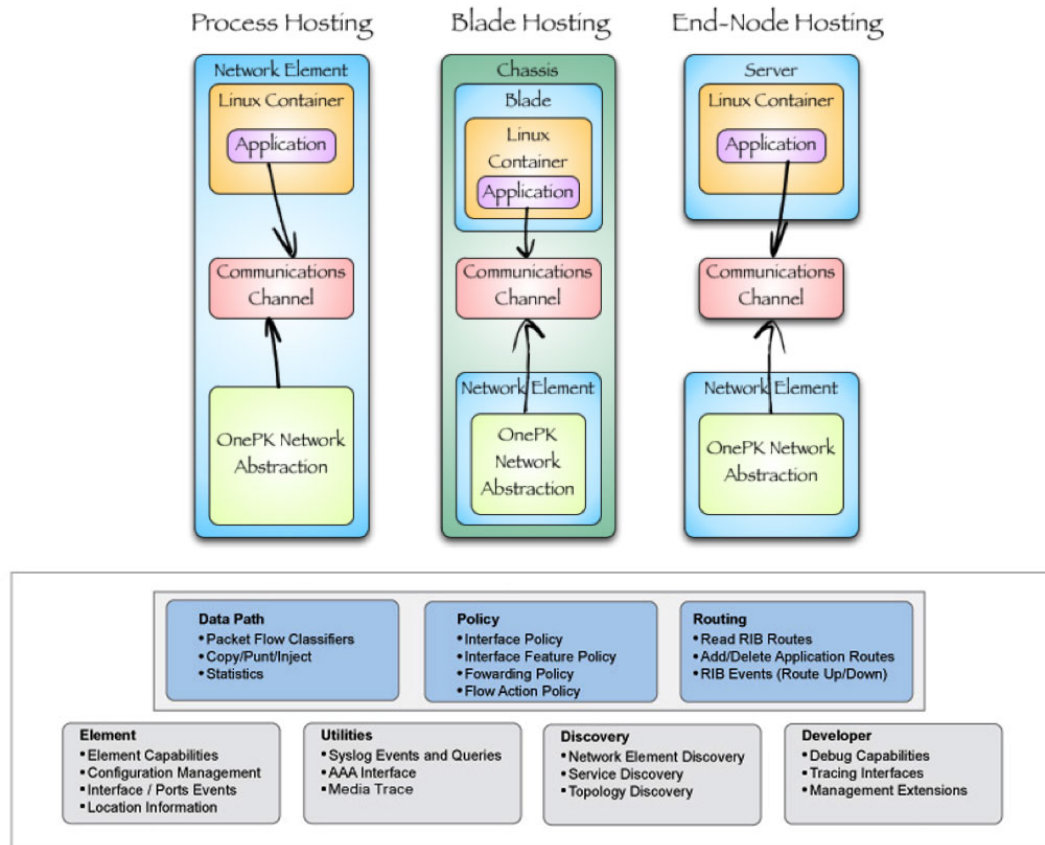 Process Hosting
Network Element
Linux Container
Application
Communications
Channel
OnePK Network
Abstraction
Blade Hosting
Chassis
Blade
Linux
Container
Application
Communications
Channel
Network Element
OnePK
Network
Abstraction
End-Node Hosting
Server
Linux Container
Application
Communications
Channel
Network Element
OnePK Network
Abstraction
Data Path
• Packet Flow Classifiers
• Copy/Punt/Inject
• Statistics
Policy
• Interface Policy
• Interface Feature Policy
• Fowarding Policy
• Flow Action Policy
Routing
• Read RIB Routes
• Add/Delete Application Routes
• RIB Events (Route Up/Down)
Element
• Element Capabilities
• Configuration Management
• Interface / Ports Events
• Location Information
Utilities
• Syslog Events and Queries
• AAA Interface
• Media Trace
Discovery
• Network Element Discovery
• Service Discovery
• Topology Discovery
Developer
• Debug Capabilities
• Tracing Interfaces
• Management Extensions